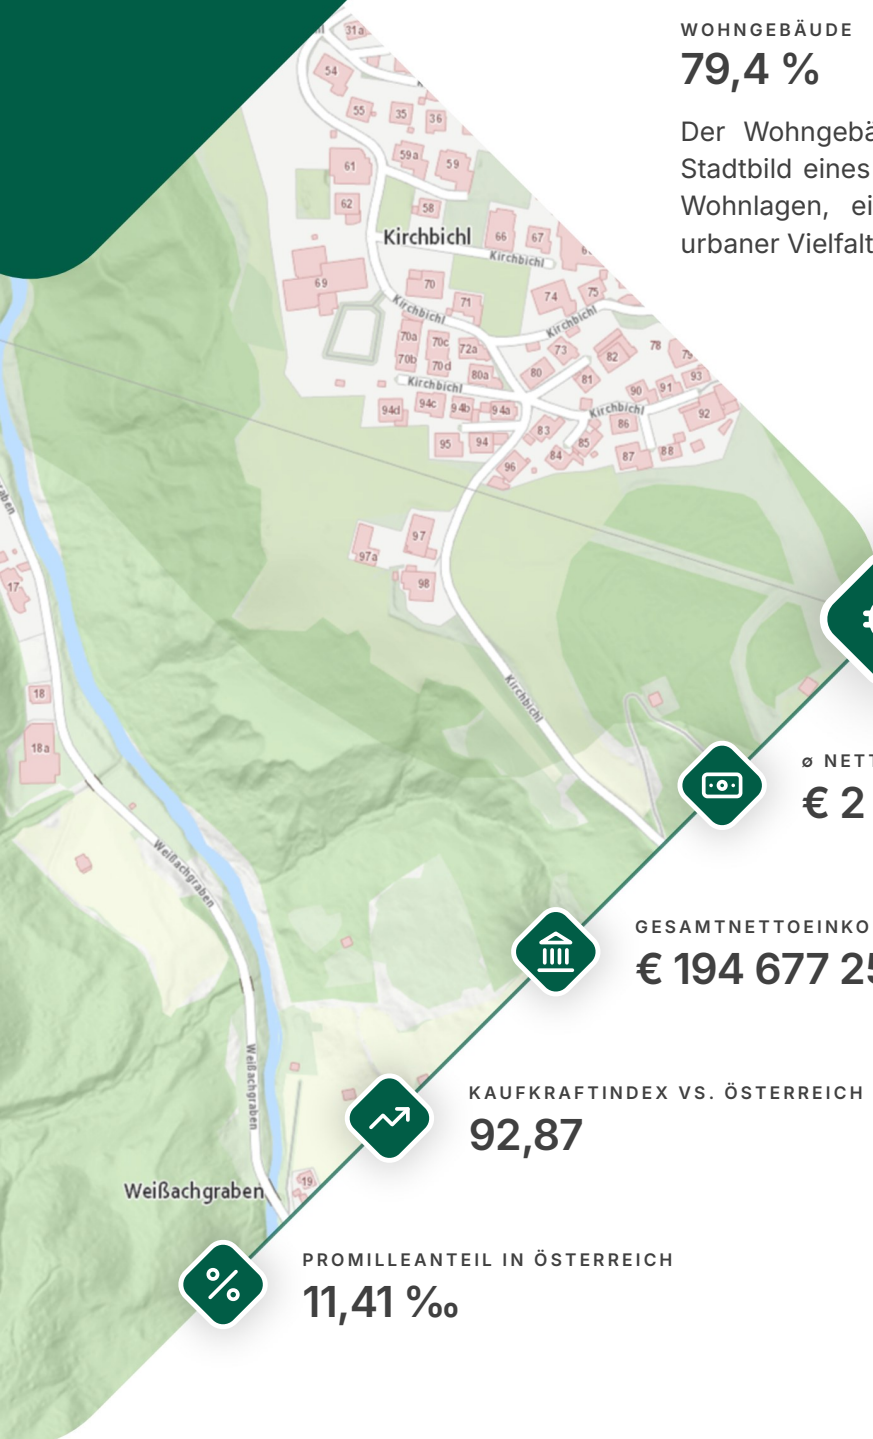 WOHNGEBÄUDE
79,4 %
Der Wohngebä
Stadtbild eines
Wohnlagen, ei
urbaner Vielfalt
31a
54
55
35
36
61
59a
59
62
58
Kirchbichl
66
67
Kirchbichl
69
70
71
74
75
Kirchbichl
Kirchbichl
70a
70c
72a
73
82
78
79
70b
70d
80a
80
81
93
Kirchbichl
90
91
94d
94c
94b
94a
Kirchbichl
92
95
94
83
86
85
96
84
87
88
97
97a
98
17
Kirchbichl
18
18a
ø NETT
€ 2
Weißachgraben
GESAMTNETTOEINKO
€ 194 677 25
Weißachgraben
KAUFKRAFTINDEX VS. ÖSTERREICH
92,87
Weißachgraben
19
PROMILLEANTEIL IN ÖSTERREICH
11,41 ‰